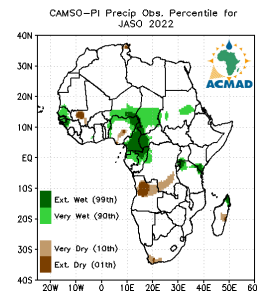 CAMSO-PI Precip Obs. Percentile for
JASO 2022
ACMAD
40N
30N
20N
10N
EQ
10S
20S
30S
40S
Ext. Wet (99th)
Very Wet (90th)
Very Dry (10th)
Ext. Dry (01th)
20W 10W 0 10E 20E 30E 40E 50E 60